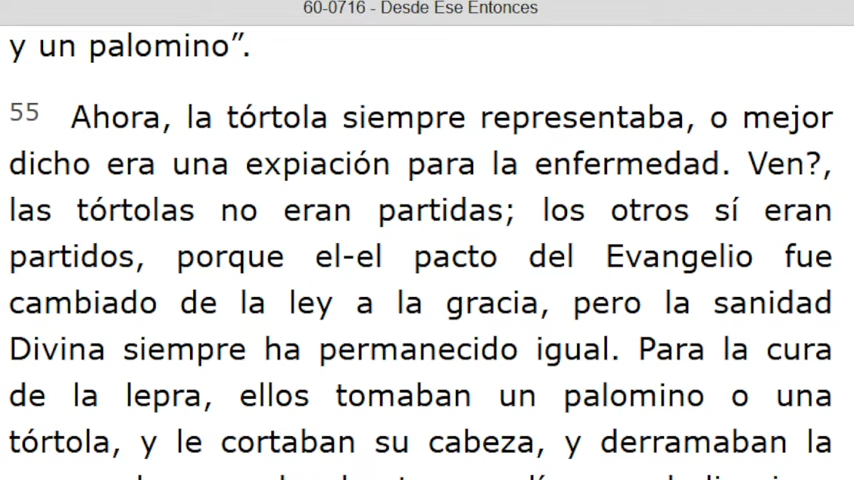 60-0716 - Desde Ese Entonces
y un palomino”.
55 Ahora, la tórtola siempre representaba, o mejor
dicho era una expiación para la enfermedad. Ven?,
las tórtolas no eran partidas; los otros sí eran
partidos, porque el-el pacto del Evangelio fue
cambiado de la ley a la gracia, pero la sanidad
Divina siempre ha permanecido igual. Para la cura
de la lepra, ellos tomaban un palomino o una
tórtola, y le cortaban su cabeza, y derramaban la